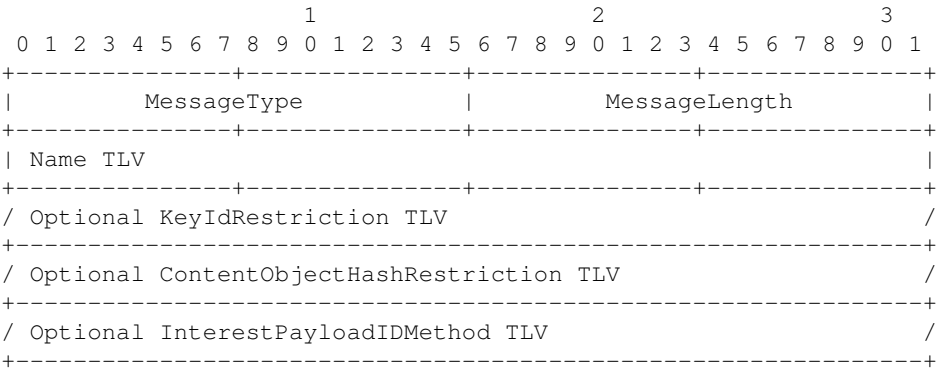 1                   2                   3
 0 1 2 3 4 5 6 7 8 9 0 1 2 3 4 5 6 7 8 9 0 1 2 3 4 5 6 7 8 9 0 1
+---------------+---------------+---------------+---------------+
|         MessageType           |         MessageLength         |
+---------------+---------------+---------------+---------------+
| Name TLV                                                      |
+---------------+---------------+---------------+---------------+
/ Optional KeyIdRestriction TLV                                 /
+---------------------------------------------------------------+
/ Optional ContentObjectHashRestriction TLV                     /
+---------------------------------------------------------------+
/ Optional InterestPayloadIDMethod TLV                          /
+---------------------------------------------------------------+